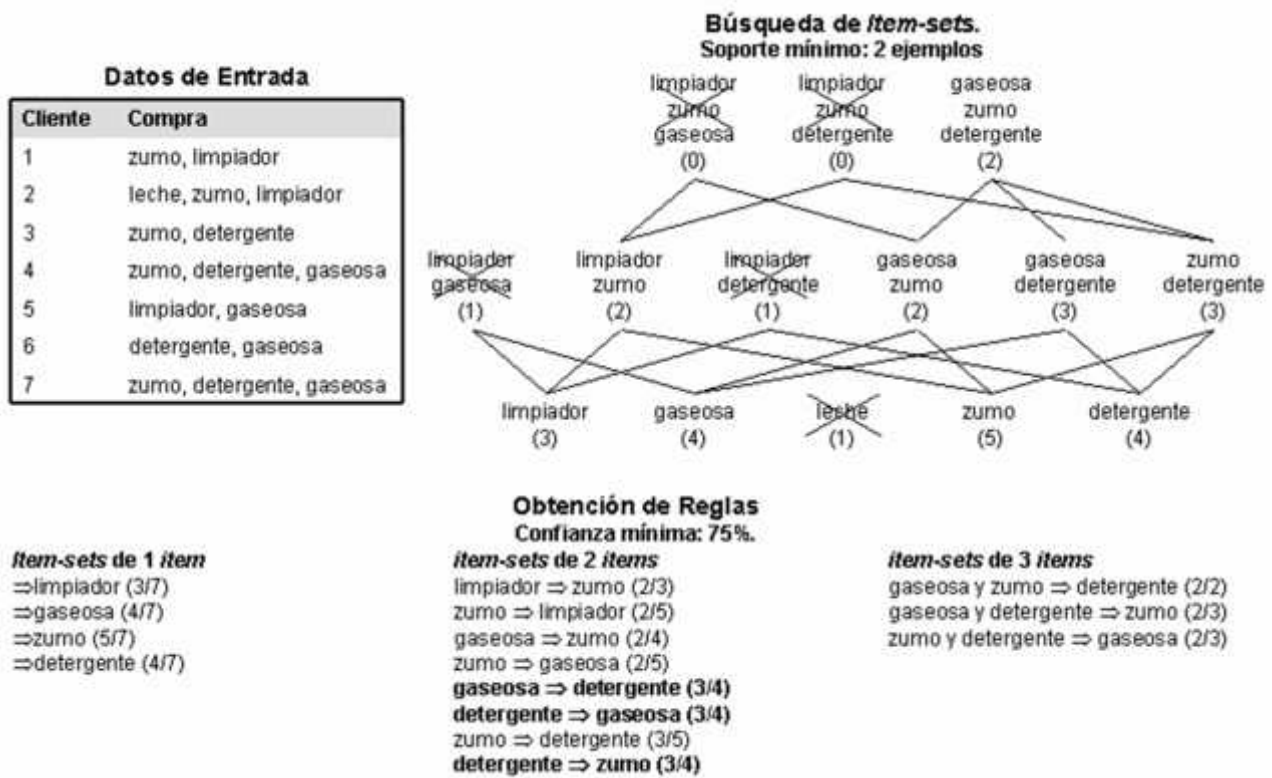 Datos de Entrada
Cliente Compra
1 zumo, limpiador
2 leche, zumo, limpiador
3 zumo, detergente
4 zumo, detergente, gaseosa
5 limpiador, gaseosa
6 detergente, gaseosa
7 zumo, detergente, gaseosa
Búsqueda de Item-sets.
Soporte mínimo: 2 ejemplos
limpiador limpiador gaseosa
zumo zumo zumo
gaseosa detergente detergente
(0) (0) (2)
limpiador limpiador limpiador gaseosa gaseosa zumo
gaseosa zumo detergente zumo detergente detergente
(1) (2) (1) (2) (3) (3)
limpiador gaseosa leche zumo detergente
(3) (4) (1) (5) (4)
Obtención de Reglas
Confianza mínima: 75%.
Item-sets de 1 item
⇒limpiador (3/7)
⇒gaseosa (4/7)
⇒zumo (5/7)
⇒detergente (4/7)
Item-sets de 2 items
limpiador ⇒ zumo (2/3)
zumo ⇒ limpiador (2/5)
gaseosa ⇒ zumo (2/4)
zumo ⇒ gaseosa (2/5)
gaseosa ⇒ detergente (3/4)
detergente ⇒ gaseosa (3/4)
zumo ⇒ detergente (3/5)
detergente ⇒ zumo (3/4)
Item-sets de 3 items
gaseosa y zumo ⇒ detergente (2/2)
gaseosa y detergente ⇒ zumo (2/3)
zumo y detergente ⇒ gaseosa (2/3)